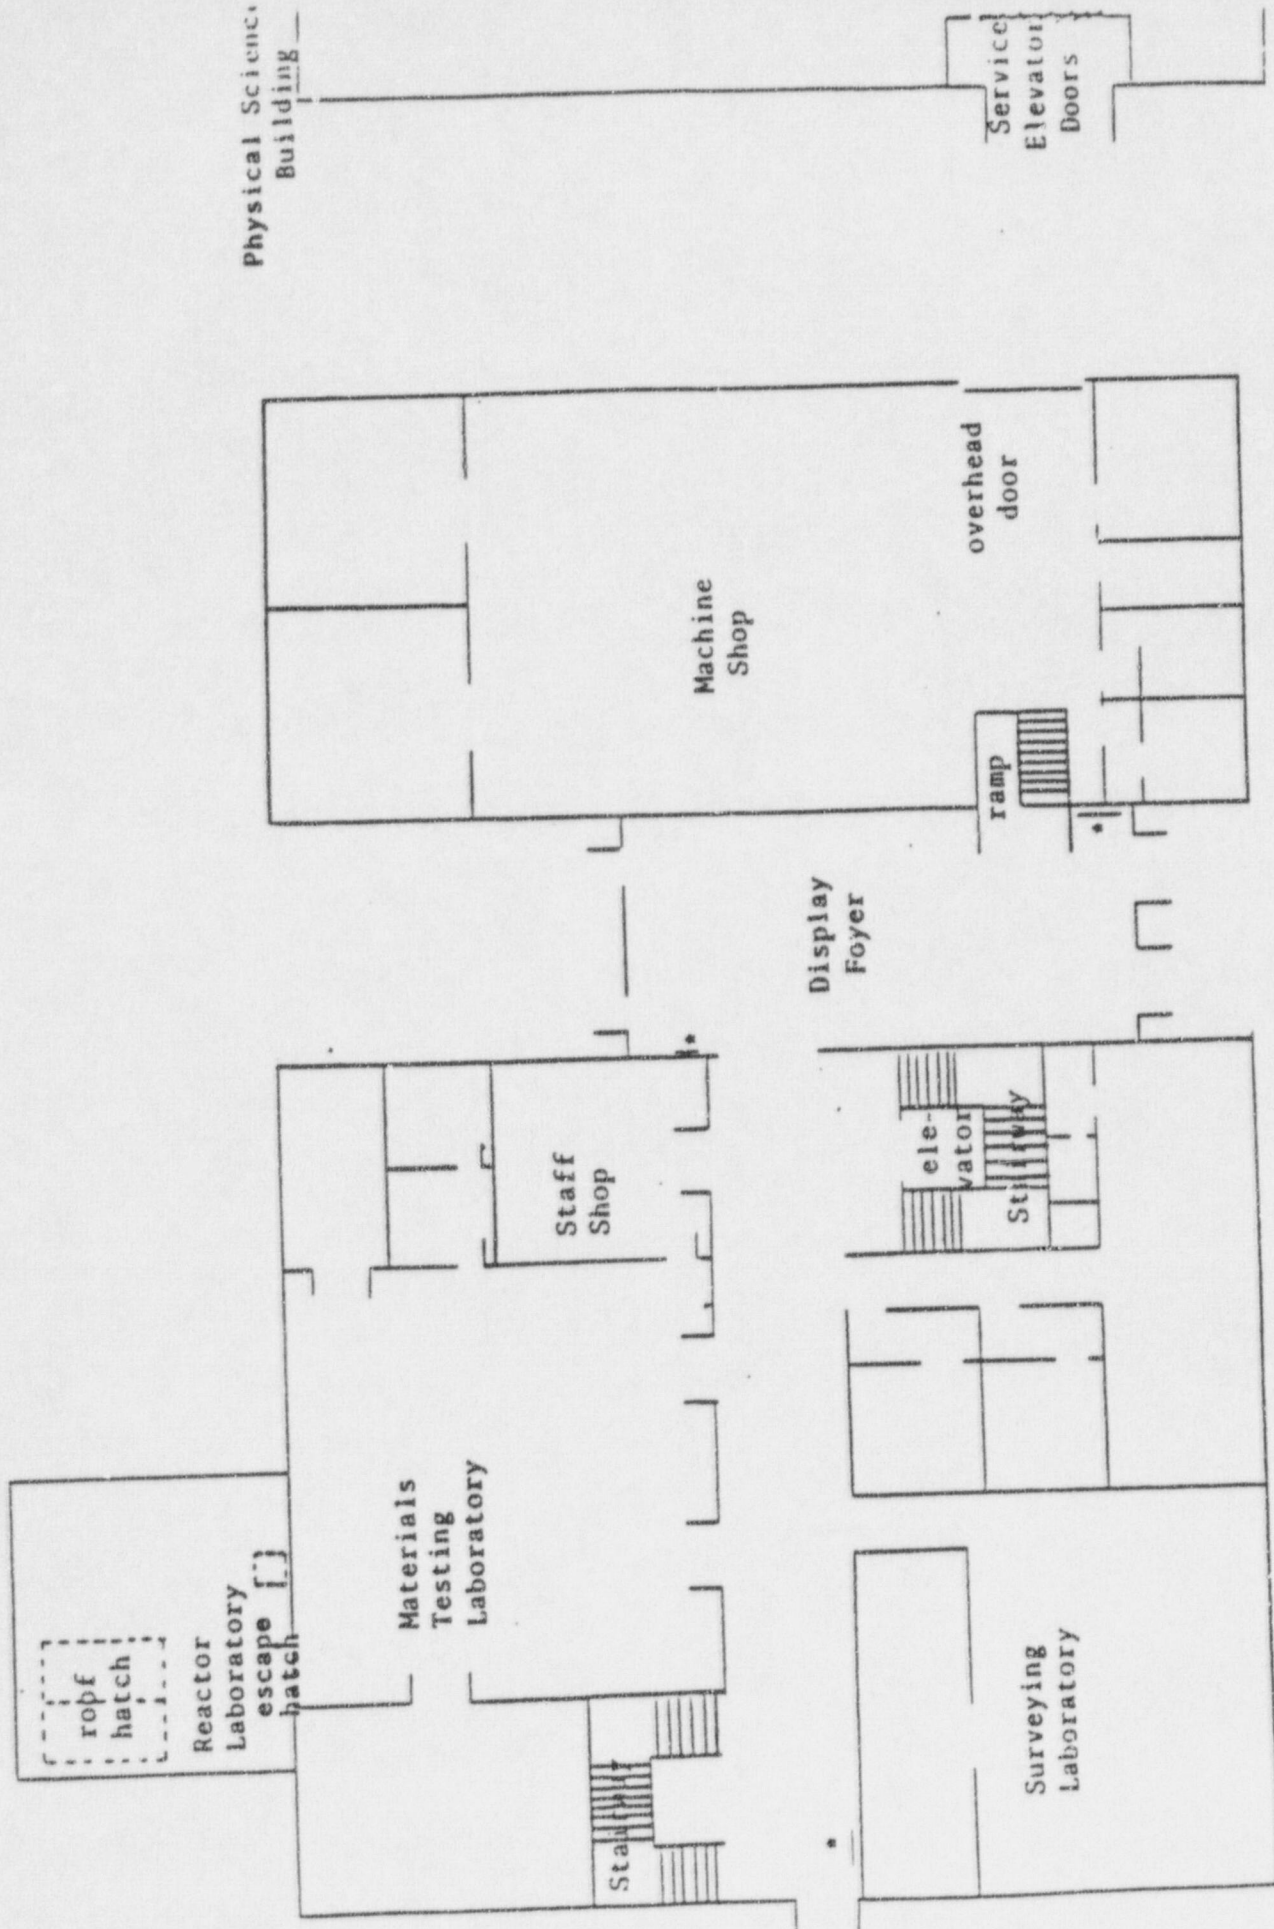 Physical Science
Building
Service
Elevator
Doors
overhead
door
Machine
Shop
ramp
*
Display
Foyer
*
ele-
vator
Stairway
Staff
Shop
Materials
Testing
Laboratory
roof
hatch
Reactor
Laboratory
escape
hatch
Stairway
Surveying
Laboratory
*